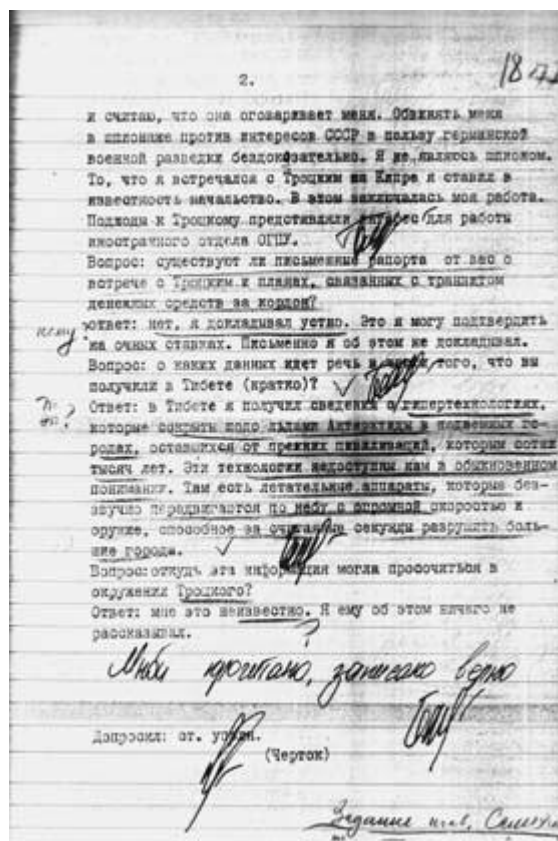 2.
и считаю, что она оговаривает меня. Обвинять меня
в шпионаже против интересов СССР в пользу германской
военной разведки бездоказательно. Я не являюсь шпионом.
То, что я встречался с Троцким на Кипре я ставил в
известность начальство. В этом заключалась моя работа.
Подходы к Троцкому представляли интерес для работы
иностранного отдела ОГПУ.
Вопрос: существуют ли письменные рапорта от вас о
встрече с Троцким и планах, связанных с транзитом
денежных средств за кордон?
кому?
ответ: нет, я докладывал устно. Это я могу подтвердить
на очных ставках. Письменно я об этом не докладывал.
Вопрос: о каких данных идет речь и того, что вы
получили в Тибете (кратко)?
Ответ: в Тибете я получил сведения о гипертехнологиях,
которые сокрыты подо льдами Антарктиды в подземных го-
родах, оставшихся от прежних цивилизаций, которым сотни
тысяч лет. Эти технологии недоступны нам в обыкновенном
понимании. Там есть летательные аппараты, которые без-
звучно передвигаются по небу с огромной скоростью и
оружие, способное за считанные секунды разрушить боль-
шие города.
Вопрос: откуда эта информация могла просочиться в
окружении Троцкого?
Ответ: мне это неизвестно. Я ему об этом ничего не
рассказывал.
прочитано, записано верно
Допросил: ст.
(Черток)